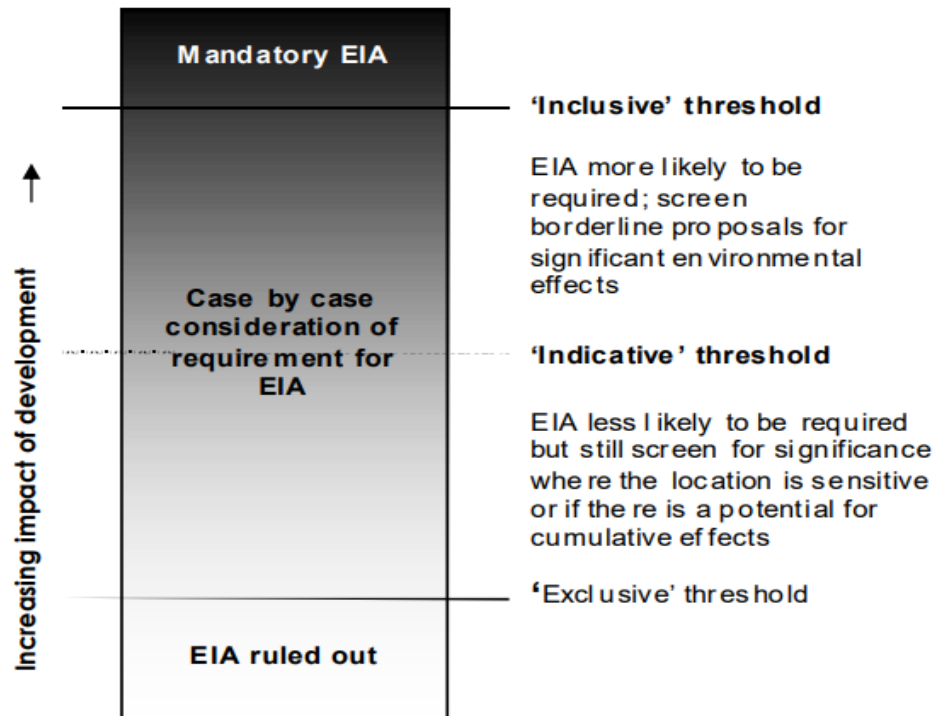 Mandatory EIA
'Inclusive' threshold
EIA more likely to be
required; screen
borderline proposals for
significant environmental
effects
Case by case
consideration of
requirement for
EIA
'Indicative' threshold
EIA less likely to be required
but still screen for significance
where the location is sensitive
or if there is a potential for
cumulative effects
'Exclusive' threshold
EIA ruled out
Increasing impact of development